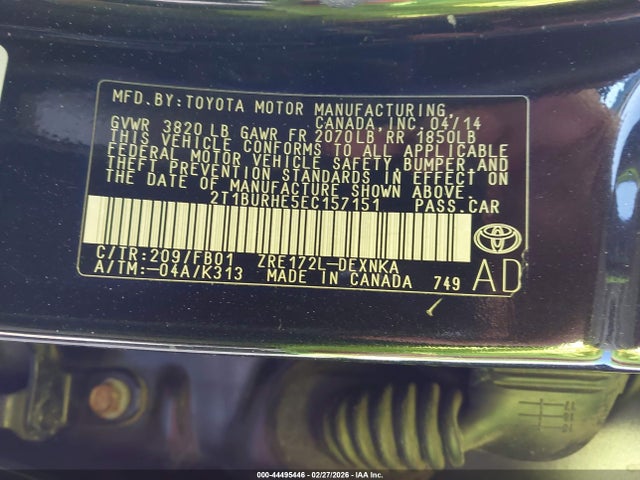 MFD.BY:TOYOTA MOTOR MANUFACTURING,
CANADA, INC. 04/14
GVWR 3820 LB GAWR FR 2070LB RR 1850LB
THIS VEHICLE CONFORMS TO ALL APPLICABLE
FEDERAL MOTOR VEHICLE SAFETY, BUMPER, AND
THEFT PREVENTION STANDARDS IN EFFECT ON
THE DATE OF MANUFACTURE SHOWN ABOVE.
2T1BURHE5EC157151 PASS.CAR
C/TR:209/FB01 ZRE172L-DEXNKA
A/TM:-04A/K313 MADE IN CANADA 749 AD
000-44495446 - 02/27/2026 - IAA Inc.